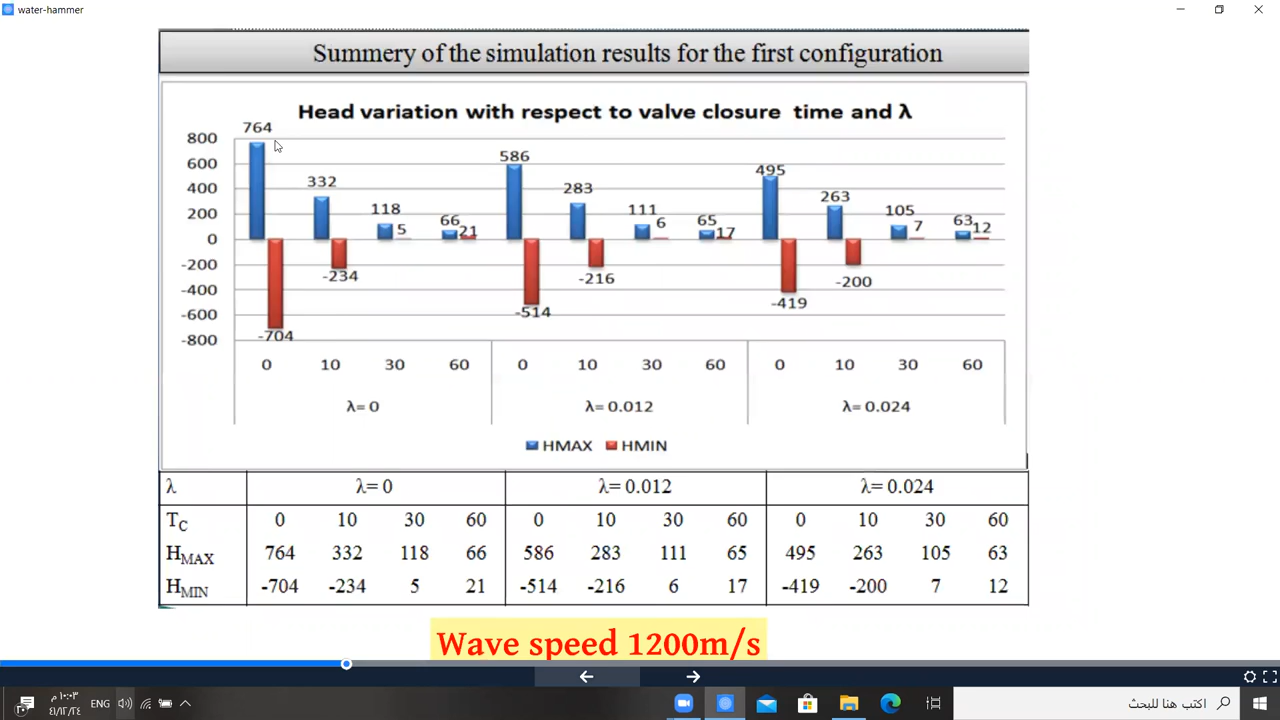 water-hammer
Summery of the simulation results for the first configuration
Head variation with respect to valve closure time and λ
800
600
400
200
0
-200
-400
-600
-800
764 332 118 5 66 21 586 283 111 6 65 17 495 263 105 7 63 12
-704 -234 -514 -216 -419 -200
0 10 30 60 0 10 30 60 0 10 30 60
λ= 0 λ= 0.012 λ= 0.024
HMAX HMIN
λ λ= 0 λ= 0.012 λ= 0.024
TC 0 10 30 60 0 10 30 60 0 10 30 60
HMAX 764 332 118 66 586 283 111 65 495 263 105 63
HMIN -704 -234 5 21 -514 -216 6 17 -419 -200 7 12
Wave speed 1200m/s
ENG
اكتب هنا للبحث